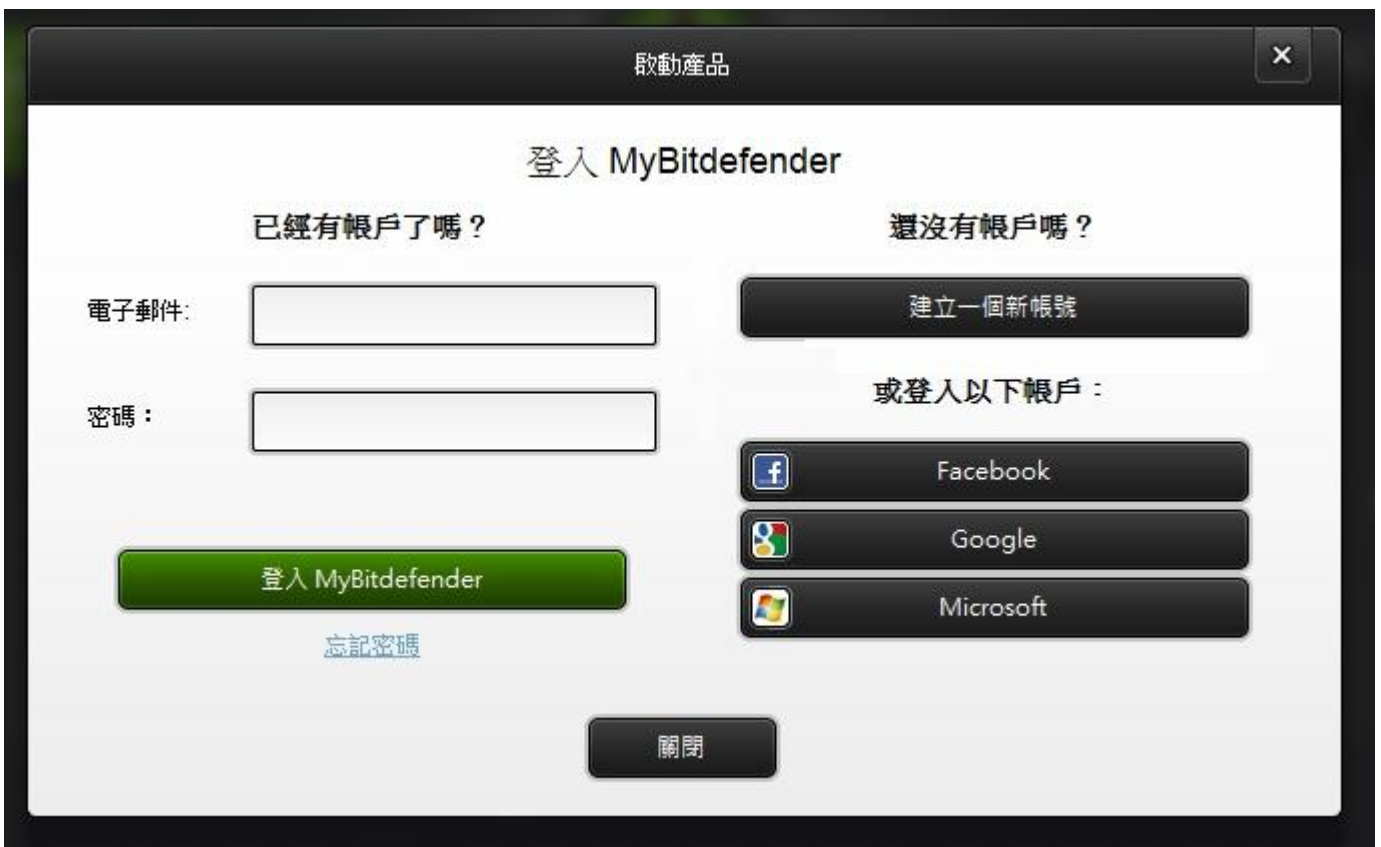 啟動產品
登入 MyBitdefender
已經有帳戶了嗎？
電子郵件:
密碼：
登入 MyBitdefender
忘記密碼
還沒有帳戶嗎？
建立一個新帳號
或登入以下帳戶：
Facebook
Google
Microsoft
關閉